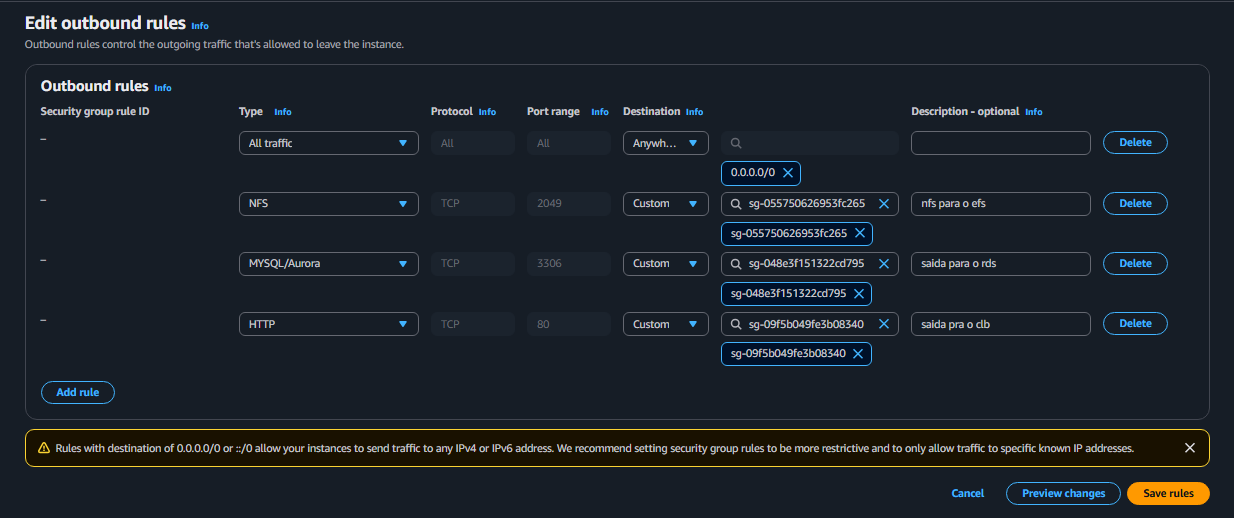 Edit outbound rules Info
Outbound rules control the outgoing traffic that's allowed to leave the instance.
Outbound rules Info
Security group rule ID Type Info Protocol Info Port range Info Destination Info Description - optional Info
– All traffic All All Anywh... Delete
0.0.0.0/0
– NFS TCP 2049 Custom sg-055750626953fc265 nfs para o efs Delete
sg-055750626953fc265
– MYSQL/Aurora TCP 3306 Custom sg-048e3f151322cd795 saida para o rds Delete
sg-048e3f151322cd795
– HTTP TCP 80 Custom sg-09f5b049fe3b08340 saida pra o clb Delete
sg-09f5b049fe3b08340
Add rule
Rules with destination of 0.0.0.0/0 or ::/0 allow your instances to send traffic to any IPv4 or IPv6 address. We recommend setting security group rules to be more restrictive and to only allow traffic to specific known IP addresses.
Cancel Preview changes Save rules